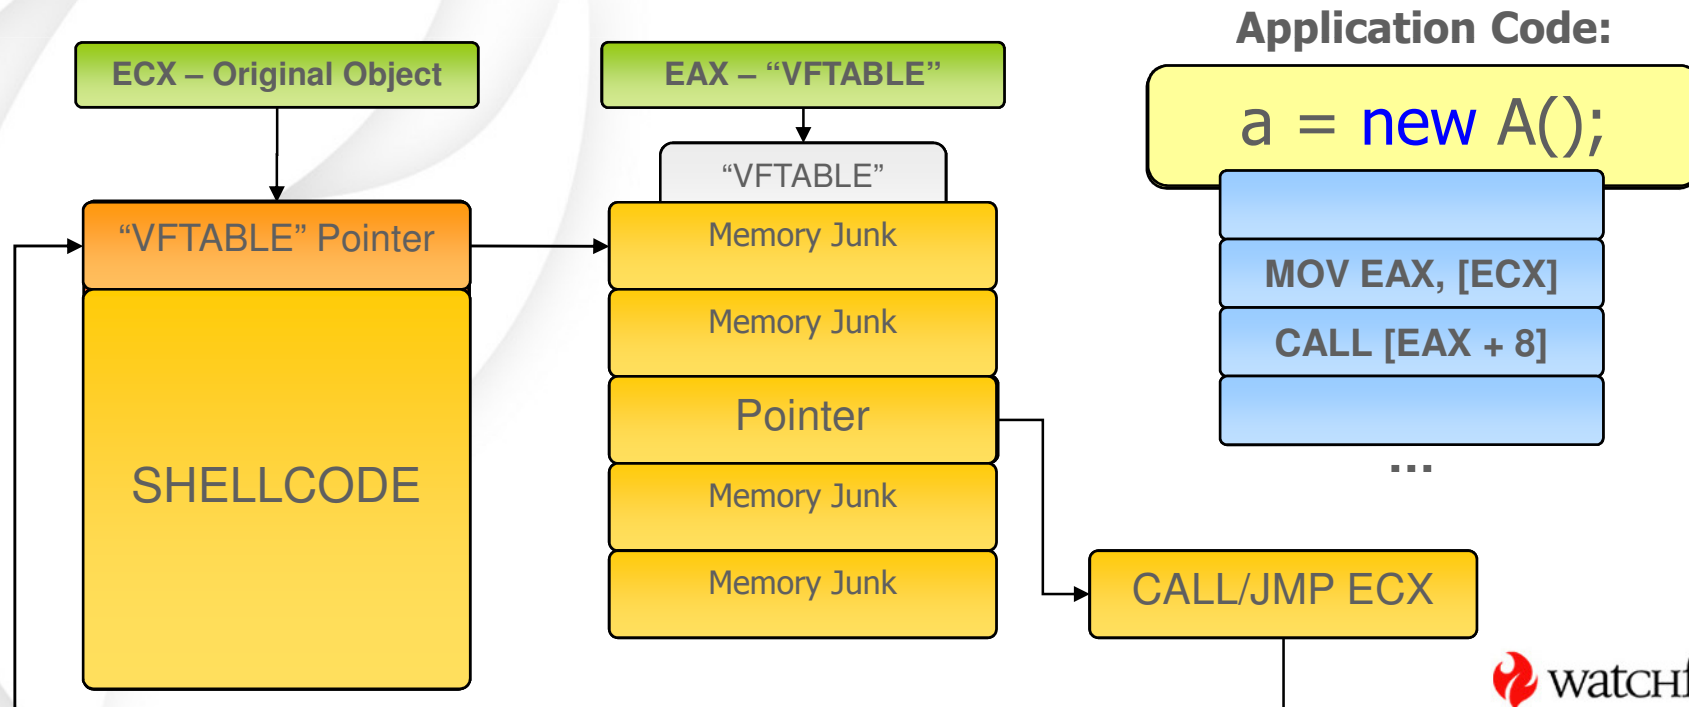 Application Code:
ECX – Original Object
EAX – “VFTABLE”
a = new A();
“VFTABLE”
“VFTABLE” Pointer
Memory Junk
MOV EAX, [ECX]
Memory Junk
CALL [EAX + 8]
Pointer
SHELLCODE
...
Memory Junk
Memory Junk
CALL/JMP ECX